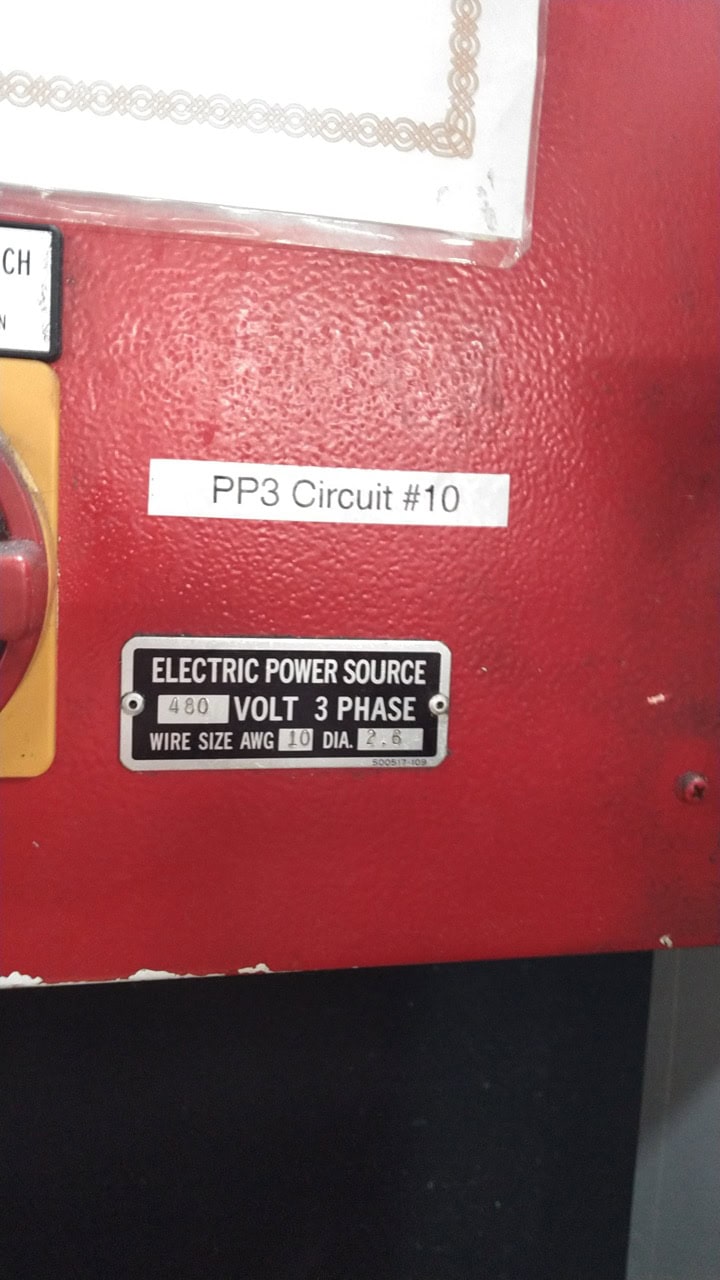 CH
N
PP3 Circuit #10
ELECTRIC POWER SOURCE
480 VOLT 3 PHASE
WIRE SIZE AWG 10 DIA. 2.6
500517-109